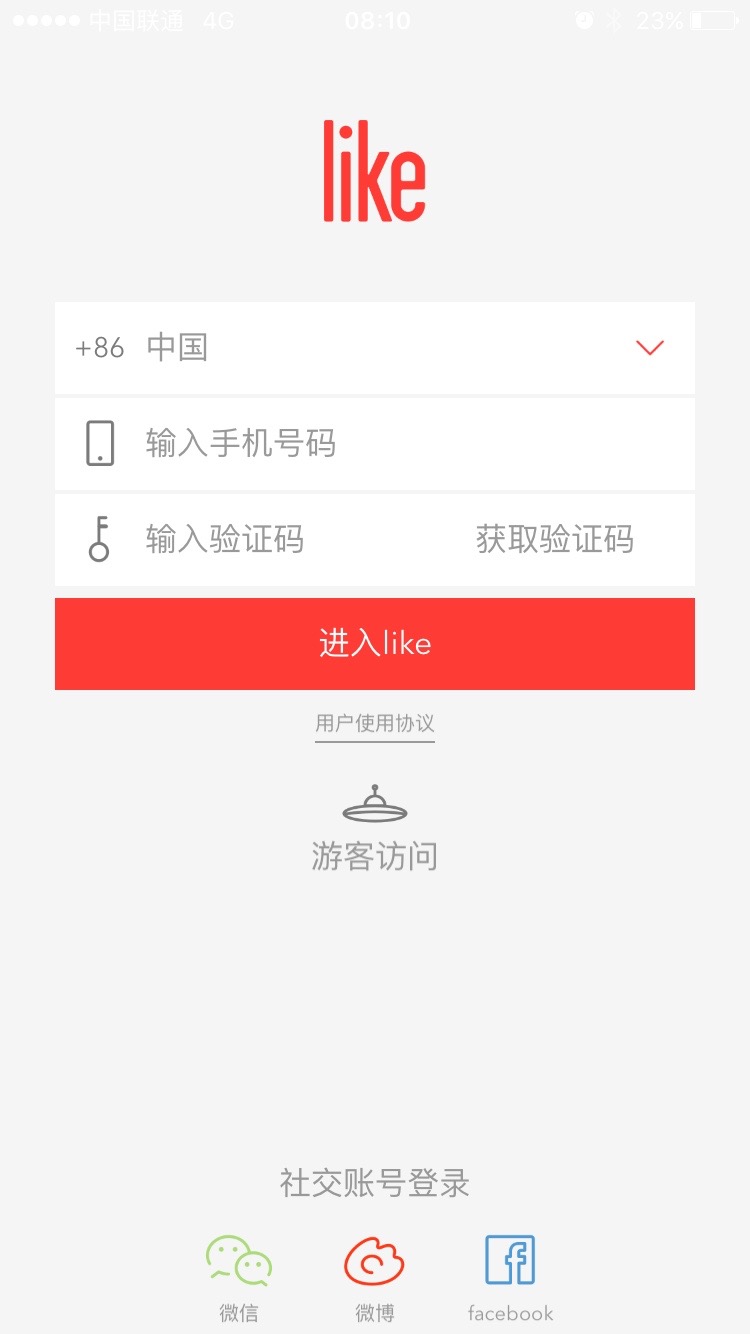 中国联通 4G 08:10 23%
like
+86 中国
输入手机号码
输入验证码 获取验证码
进入like
用户使用协议
游客访问
社交账号登录
微信 微博 facebook